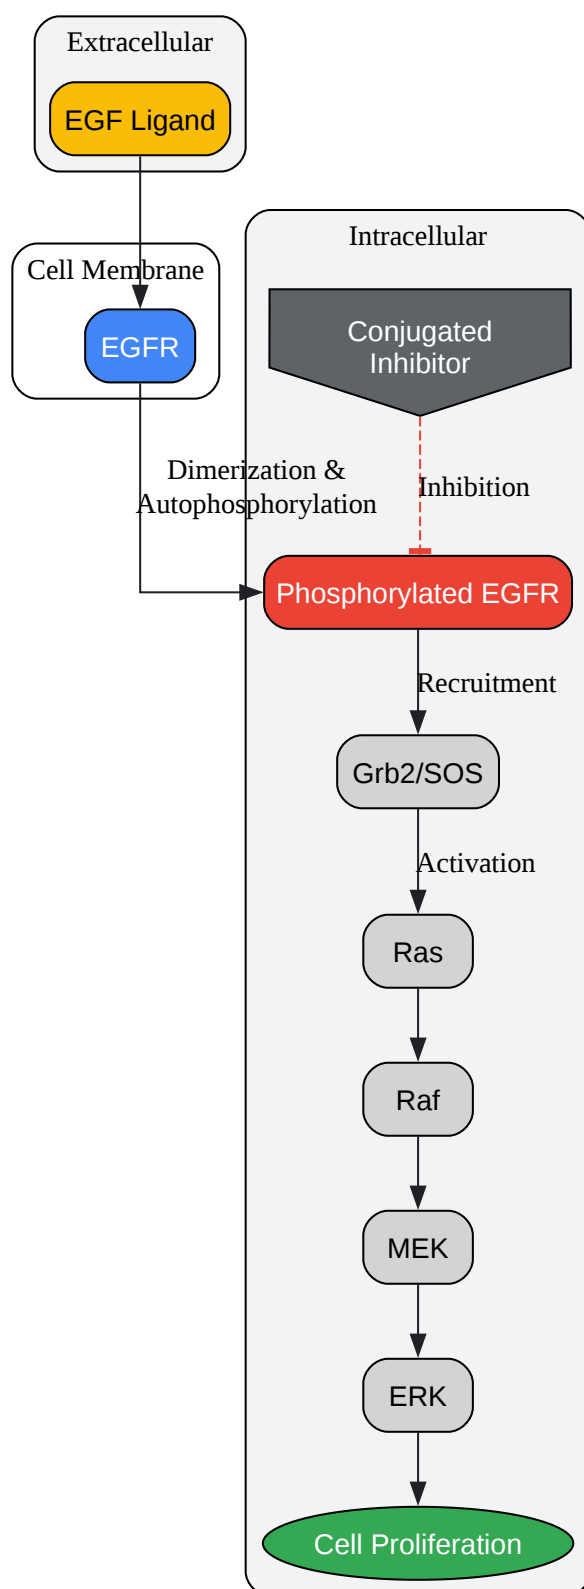 Extracellular
EGF Ligand
Cell Membrane
EGFR
Intracellular
Conjugated
Inhibitor
Dimerization &
Autophosphorylation
Inhibition
Phosphorylated EGFR
Recruitment
Grb2/SOS
Activation
Ras
Raf
MEK
ERK
Cell Proliferation